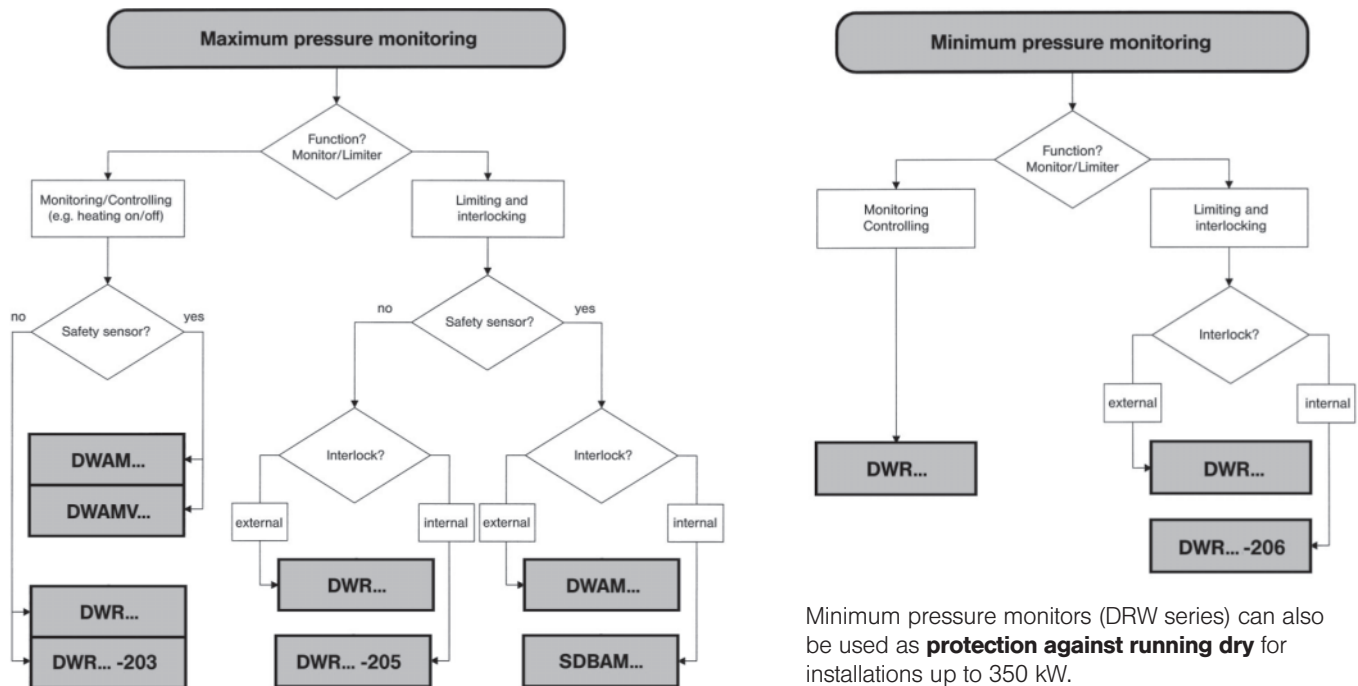 Maximum pressure monitoring
Function?
Monitor/Limiter
Monitoring/Controlling
(e.g. heating on/off)
Limiting and
interlocking
no
Safety sensor?
yes
no
Safety sensor?
yes
DWAM...
DWAMV...
DWR...
DWR... -203
Interlock?
external
internal
DWR...
DWR... -205
Interlock?
external
internal
DWAM...
SDBAM...
Minimum pressure monitoring
Function?
Monitor/Limiter
Monitoring
Controlling
Limiting and
interlocking
Interlock?
external
internal
DWR...
DWR...
DWR... -206
Minimum pressure monitors (DRW series) can also
be used as protection against running dry for
installations up to 350 kW.